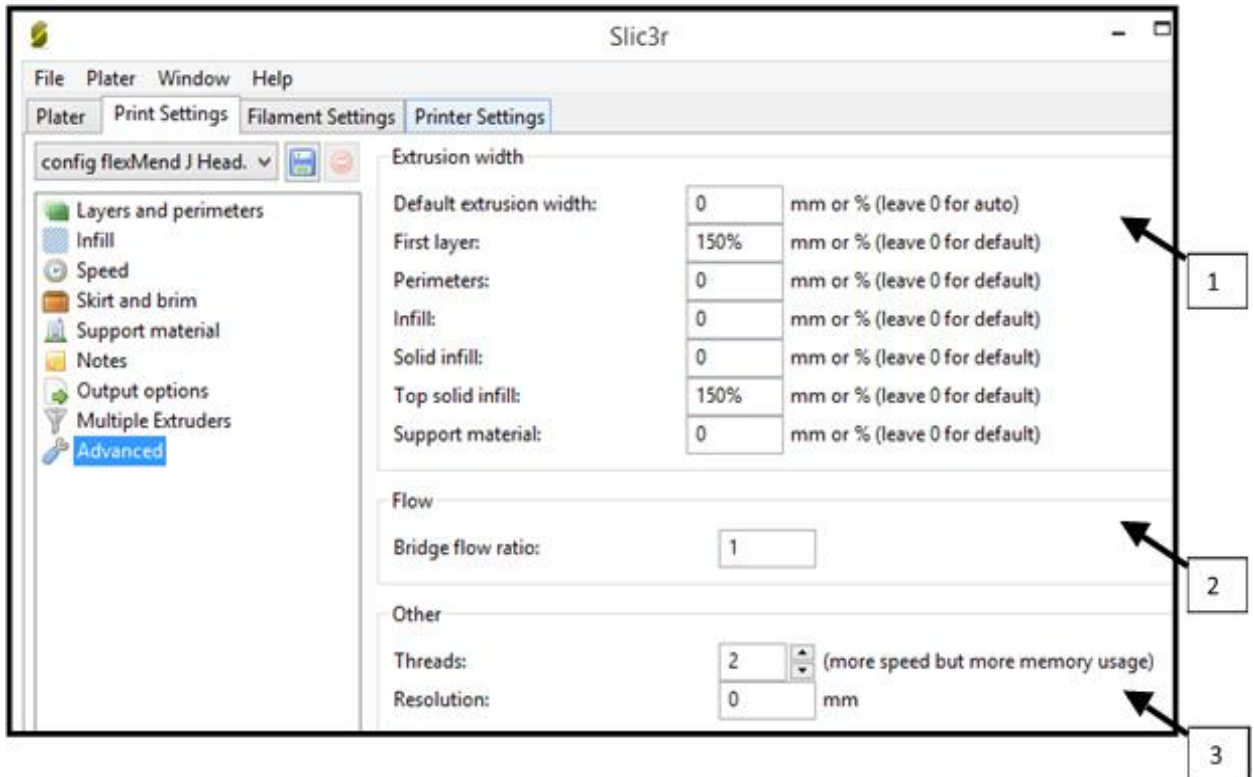 Slic3r
File Plater Window Help
Plater Print Settings Filament Settings Printer Settings
config flexMend J Head.
Layers and perimeters
Infill
Speed
Skirt and brim
Support material
Notes
Output options
Multiple Extruders
Advanced
Extrusion width
Default extrusion width: 0 mm or % (leave 0 for auto)
First layer: 150% mm or % (leave 0 for default)
Perimeters: 0 mm or % (leave 0 for default)
Infill: 0 mm or % (leave 0 for default)
Solid infill: 0 mm or % (leave 0 for default)
Top solid infill: 150% mm or % (leave 0 for default)
Support material: 0 mm or % (leave 0 for default)
1
Flow
Bridge flow ratio: 1
2
Other
Threads: 2 (more speed but more memory usage)
Resolution: 0 mm
3